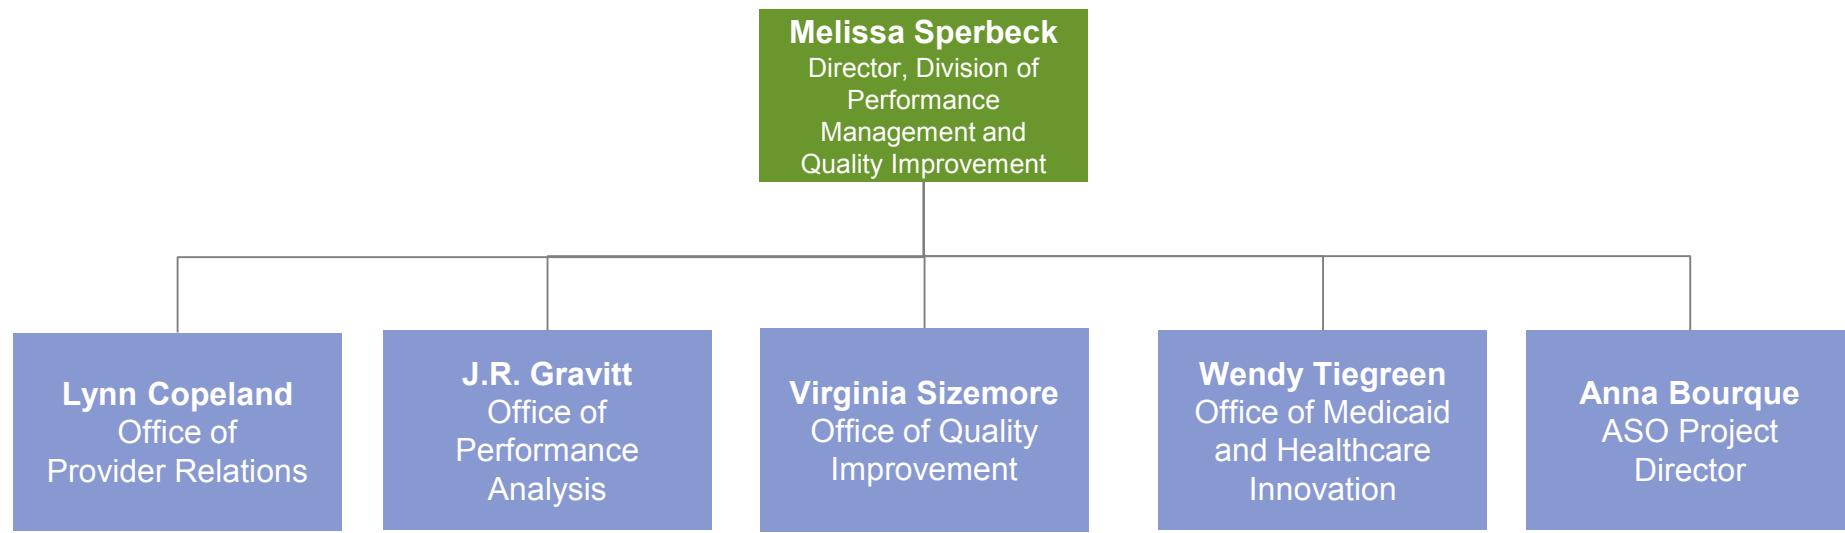 Melissa Sperbeck
Director, Division of
Performance
Management and
Quality Improvement
Lynn Copeland
Office of
Provider Relations
J.R. Gravitt
Office of
Performance
Analysis
Virginia Sizemore
Office of Quality
Improvement
Wendy Tiegreen
Office of Medicaid
and Healthcare
Innovation
Anna Bourque
ASO Project
Director